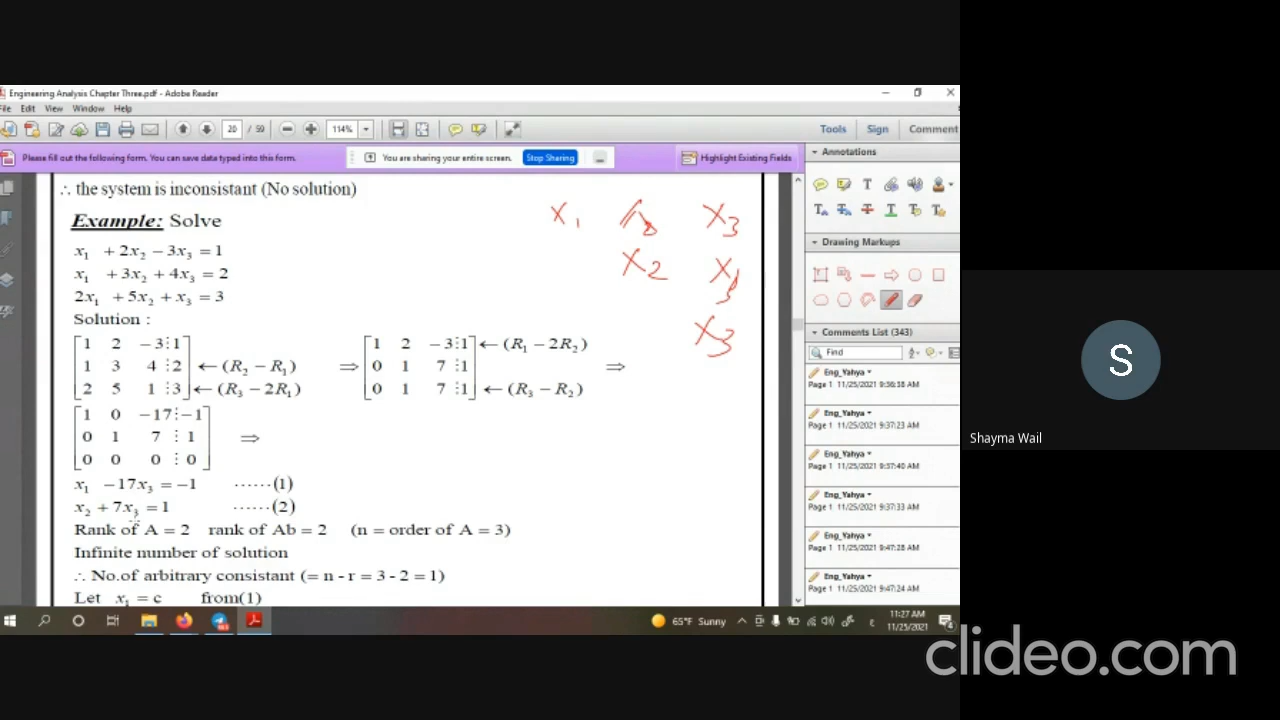 Engineering Analysis Chapter Three.pdf - Adobe Reader
File Edit View Window Help
20 / 59 114% Tools Sign Comment
Please fill out the following form. You can save data typed into this form.
You are sharing your entire screen. Stop Sharing
Highlight Existing Fields
∴ the system is inconsistant (No solution)
Example: Solve
x₁ + 2x₂ − 3x₃ = 1
x₁ + 3x₂ + 4x₃ = 2
2x₁ + 5x₂ + x₃ = 3
Solution :
[1 2 −3⋮1] [1 2 −3⋮1] ← (R₁ − 2R₂)
[1 3 4⋮2] ← (R₂ − R₁) ⇒ [0 1 7⋮1] ⇒
[2 5 1⋮3] ← (R₃ − 2R₁) [0 1 7⋮1] ← (R₃ − R₂)
[1 0 −17⋮−1]
[0 1 7⋮1] ⇒
[0 0 0⋮0]
x₁ − 17x₃ = −1 ......(1)
x₂ + 7x₃ = 1 ......(2)
Rank of A = 2 rank of Ab = 2 (n = order of A = 3)
Infinite number of solution
∴ No.of arbitrary consistant (= n - r = 3 - 2 = 1)
Let x₁ = c from(1)
x₁ x₃
x₂
x₃
Annotations
Drawing Markups
Comments List (343)
Find
Eng_Yahya
Page 1 11/25/2021 9:36:38 AM
Eng_Yahya
Page 1 11/25/2021 9:37:23 AM
Eng_Yahya
Page 1 11/25/2021 9:37:40 AM
Eng_Yahya
Page 1 11/25/2021 9:37:33 AM
Eng_Yahya
Page 1 11/25/2021 9:47:28 AM
Eng_Yahya
Page 1 11/25/2021 9:47:24 AM
65°F Sunny
11:27 AM
11/25/2021
S
Shayma Wail
clideo.com